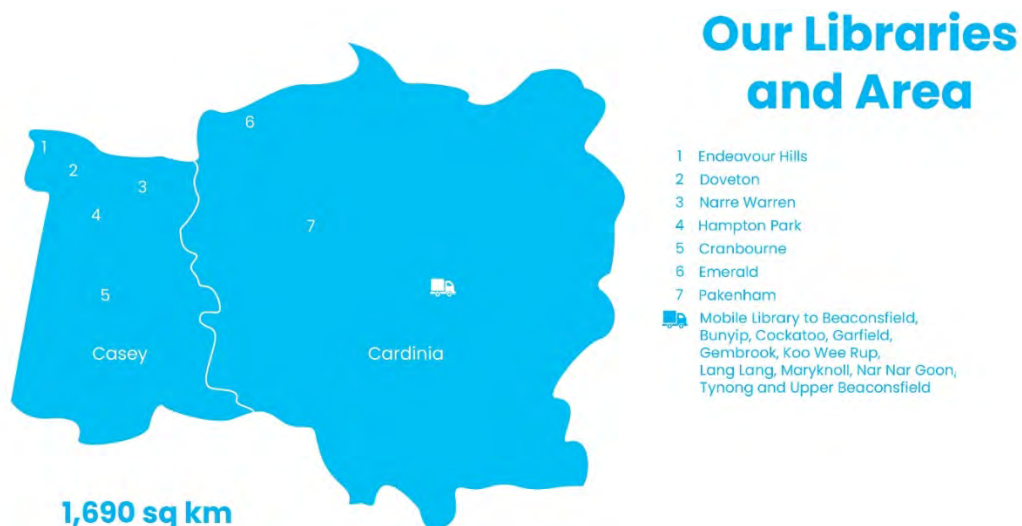 Our Libraries
and Area
1
2
3
4
5
6
7
Casey
Cardinia
1,690 sq km
1 Endeavour Hills
2 Doveton
3 Narre Warren
4 Hampton Park
5 Cranbourne
6 Emerald
7 Pakenham
Mobile Library to Beaconsfield,
Bunyip, Cockatoo, Garfield,
Gembrook, Koo Wee Rup,
Lang Lang, Maryknoll, Nar Nar Goon,
Tynong and Upper Beaconsfield